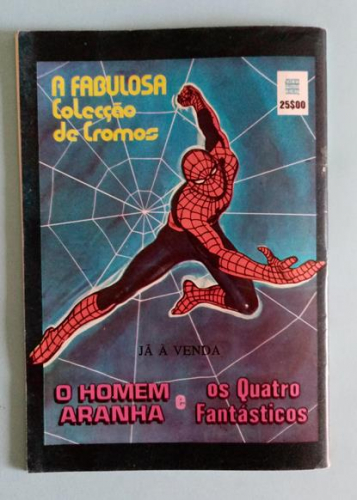 A FABULOSA
Colecção
de Cromos
25$00
JÁ À VENDA
O HOMEM
ARANHA
e
os Quatro
Fantásticos